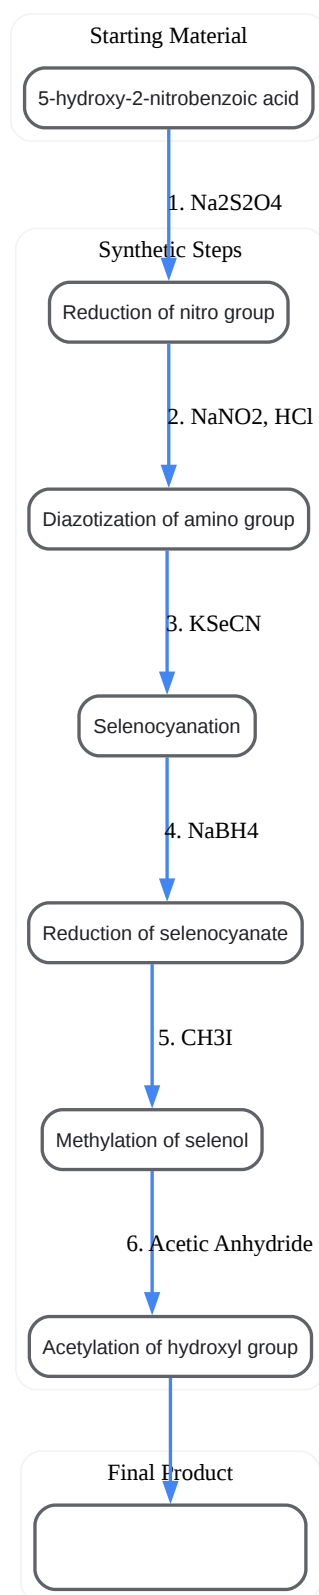 Starting Material
5-hydroxy-2-nitrobenzoic acid
1. Na2S2O4
Synthetic Steps
Reduction of nitro group
2. NaNO2, HCl
Diazotization of amino group
3. KSeCN
Selenocyanation
4. NaBH4
Reduction of selenocyanate
5. CH3I
Methylation of selenol
6. Acetic Anhydride
Acetylation of hydroxyl group
Final Product